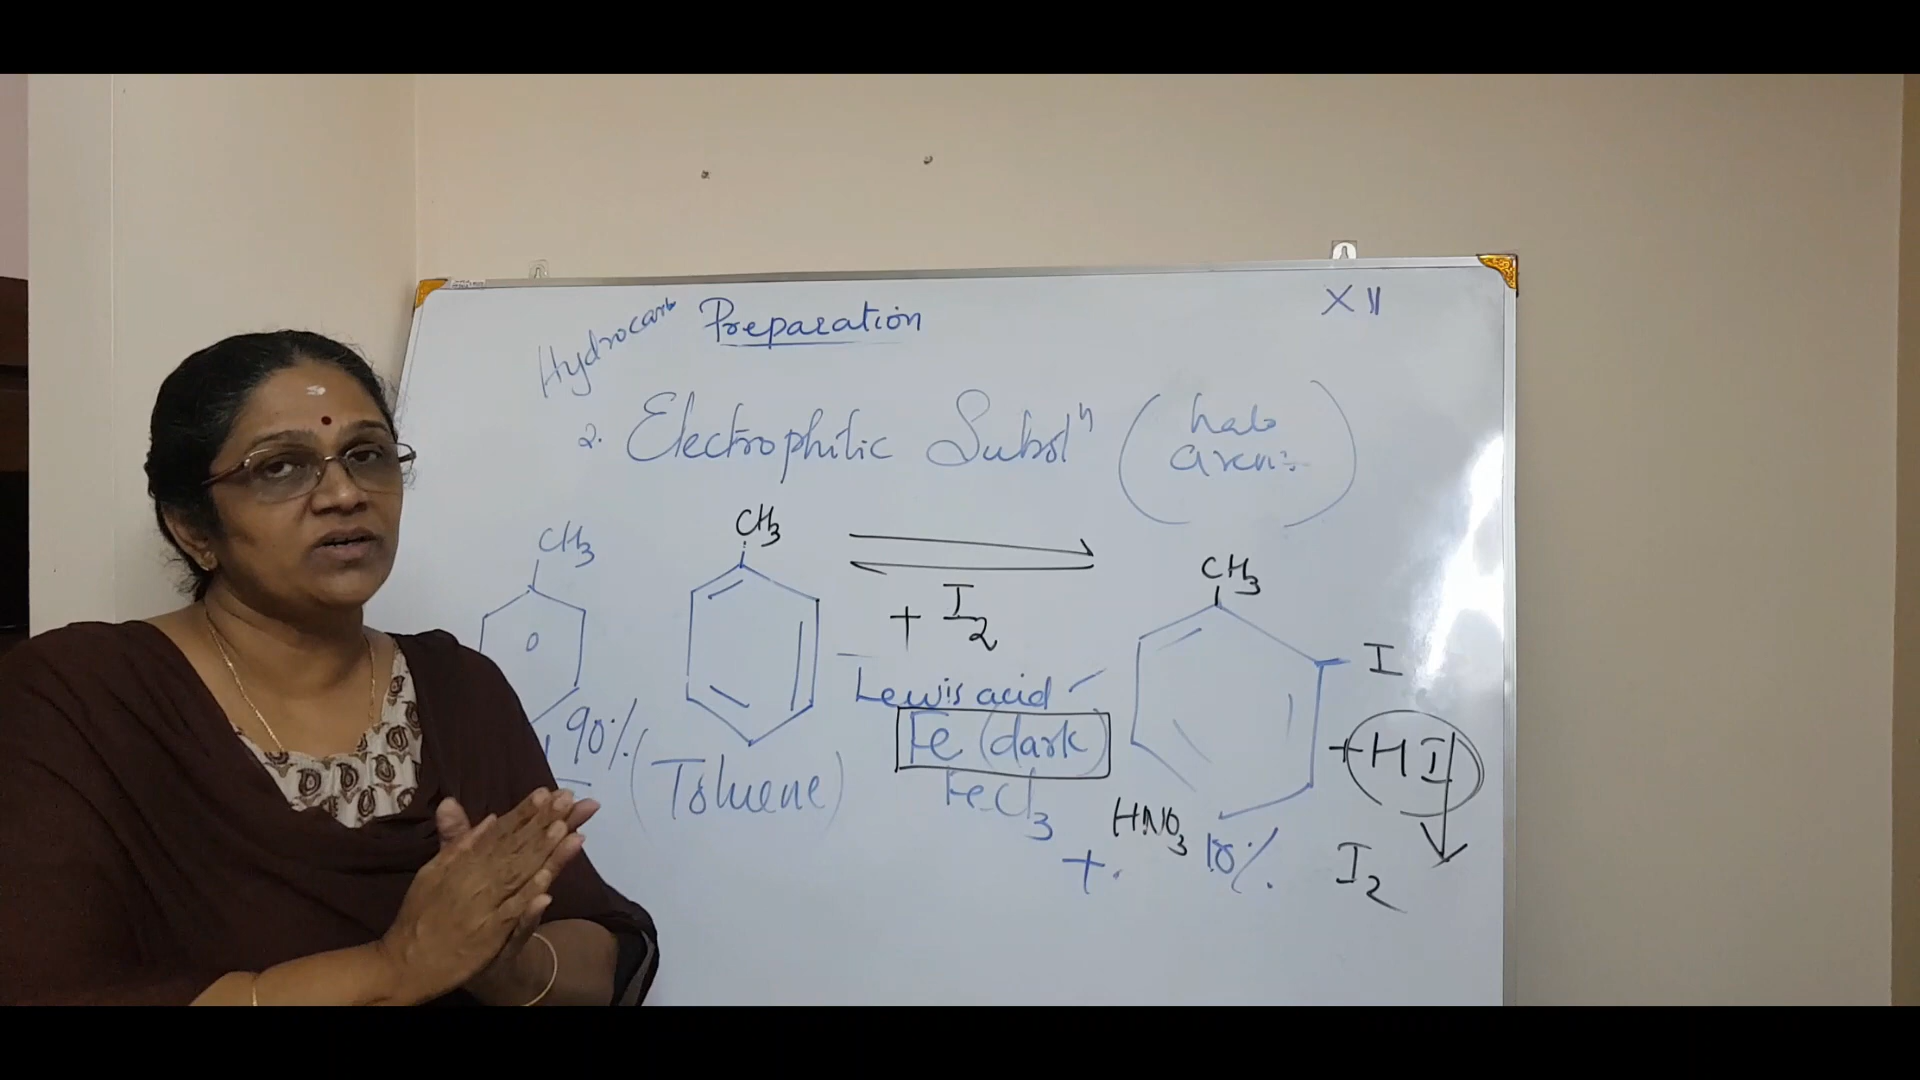 Hydrocarb
Preparation
XII
2. Electrophilic Substⁿ (halo
CH3
CH3
+ I2
CH3
I
Lewis acid
Fe (dark)
FeCl3
90%
(Toluene)
+ HI
HNO3
+
10%
I2